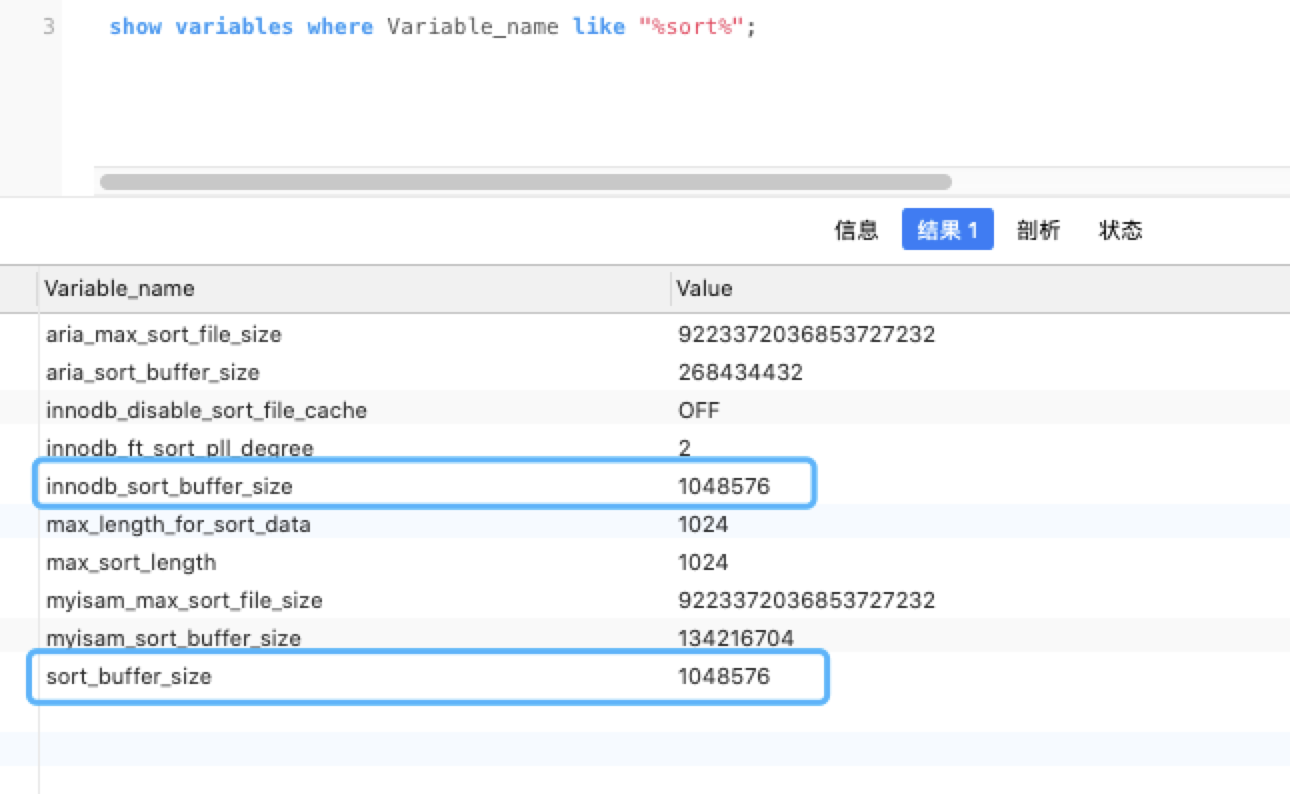 3 show variables where Variable_name like "%sort%";
信息 结果 1 剖析 状态
Variable_name Value
aria_max_sort_file_size 9223372036853727232
aria_sort_buffer_size 268434432
innodb_disable_sort_file_cache OFF
innodb_ft_sort_pll_degree 2
innodb_sort_buffer_size 1048576
max_length_for_sort_data 1024
max_sort_length 1024
myisam_max_sort_file_size 9223372036853727232
myisam_sort_buffer_size 134216704
sort_buffer_size 1048576